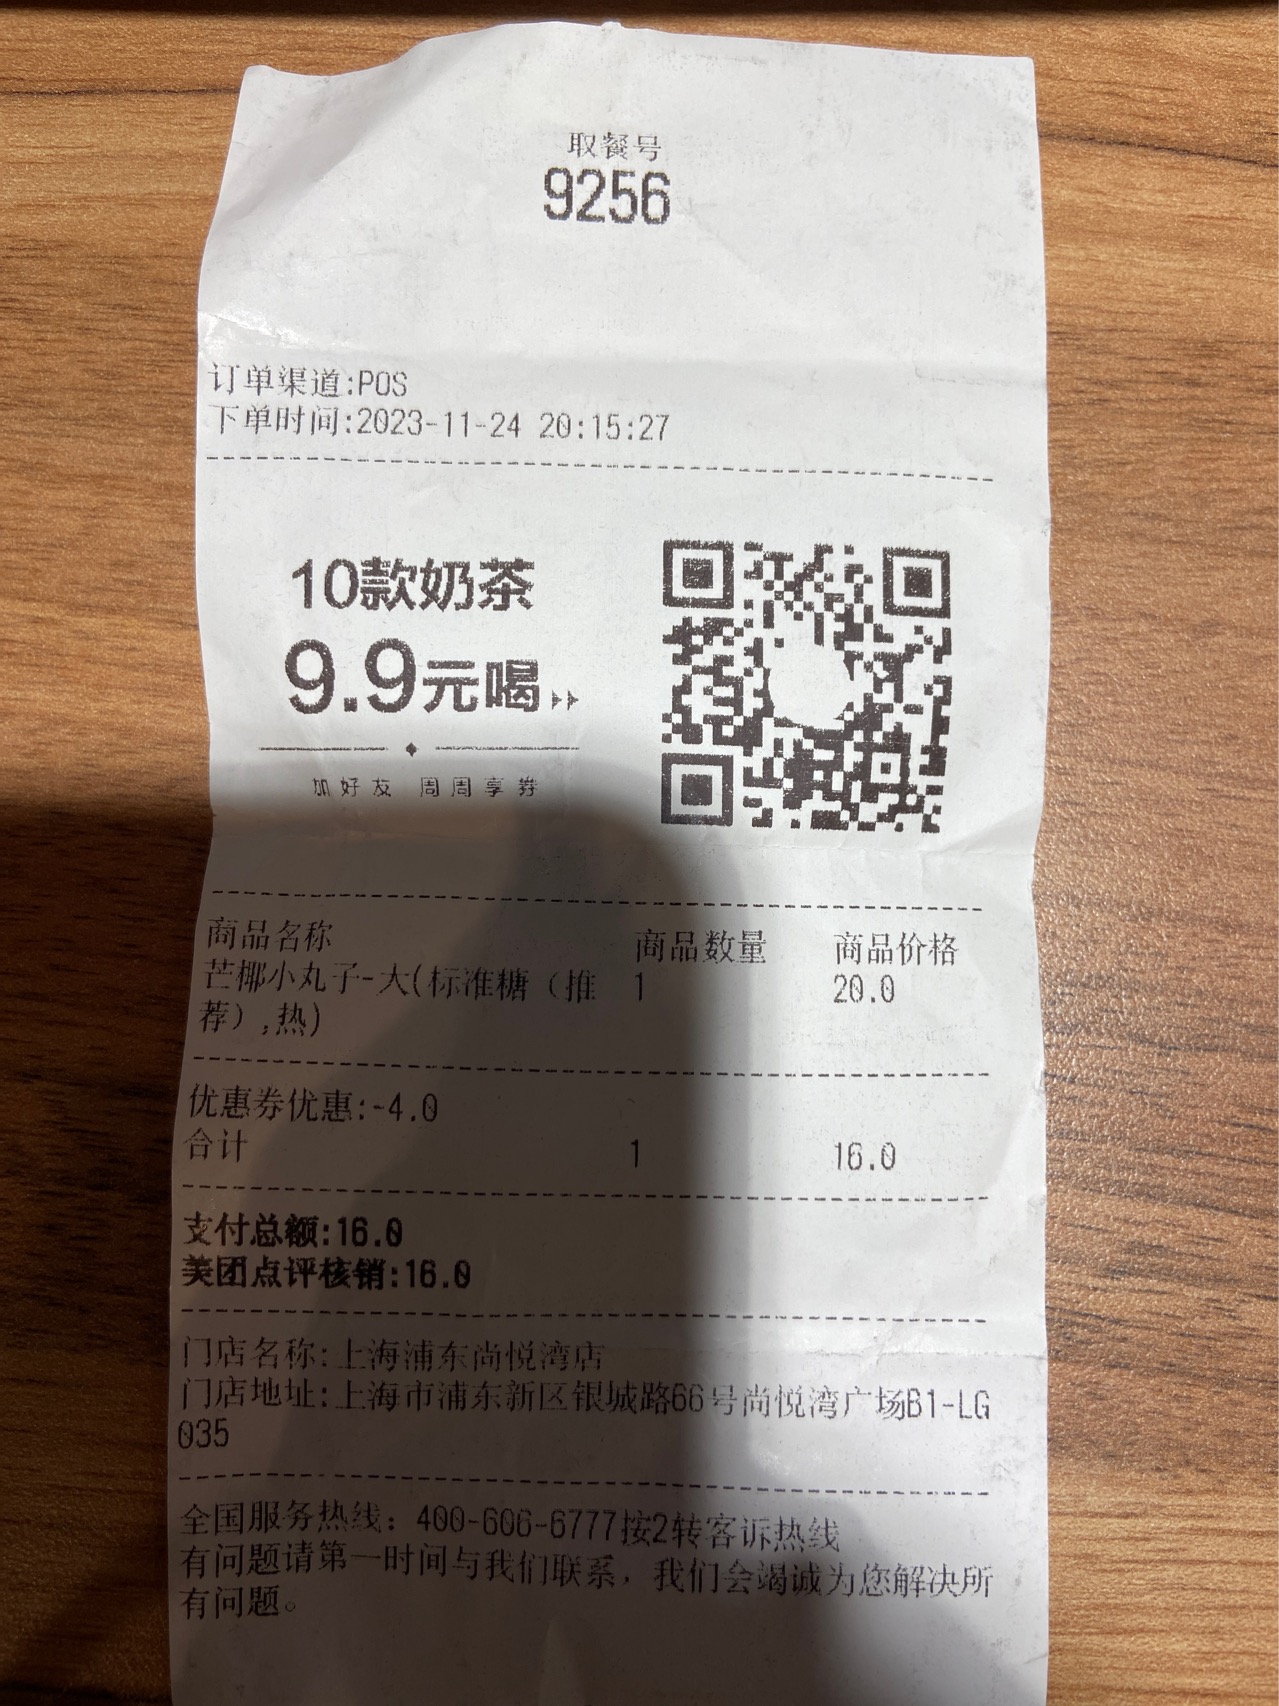 取餐号
9256
订单渠道:POS
下单时间:2023-11-24 20:15:27
10款奶茶
9.9元喝
加好友 周周享券
商品名称 商品数量 商品价格
芒椰小丸子-大(标准糖（推 1 20.0
荐）,热)
优惠券优惠:-4.0
合计 1 16.0
支付总额:16.0
美团点评核销:16.0
门店名称:上海浦东尚悦湾店
门店地址:上海市浦东新区银城路66号尚悦湾广场B1-LG
035
全国服务热线：400-606-6777按2转客诉热线
有问题请第一时间与我们联系，我们会竭诚为您解决所
有问题。